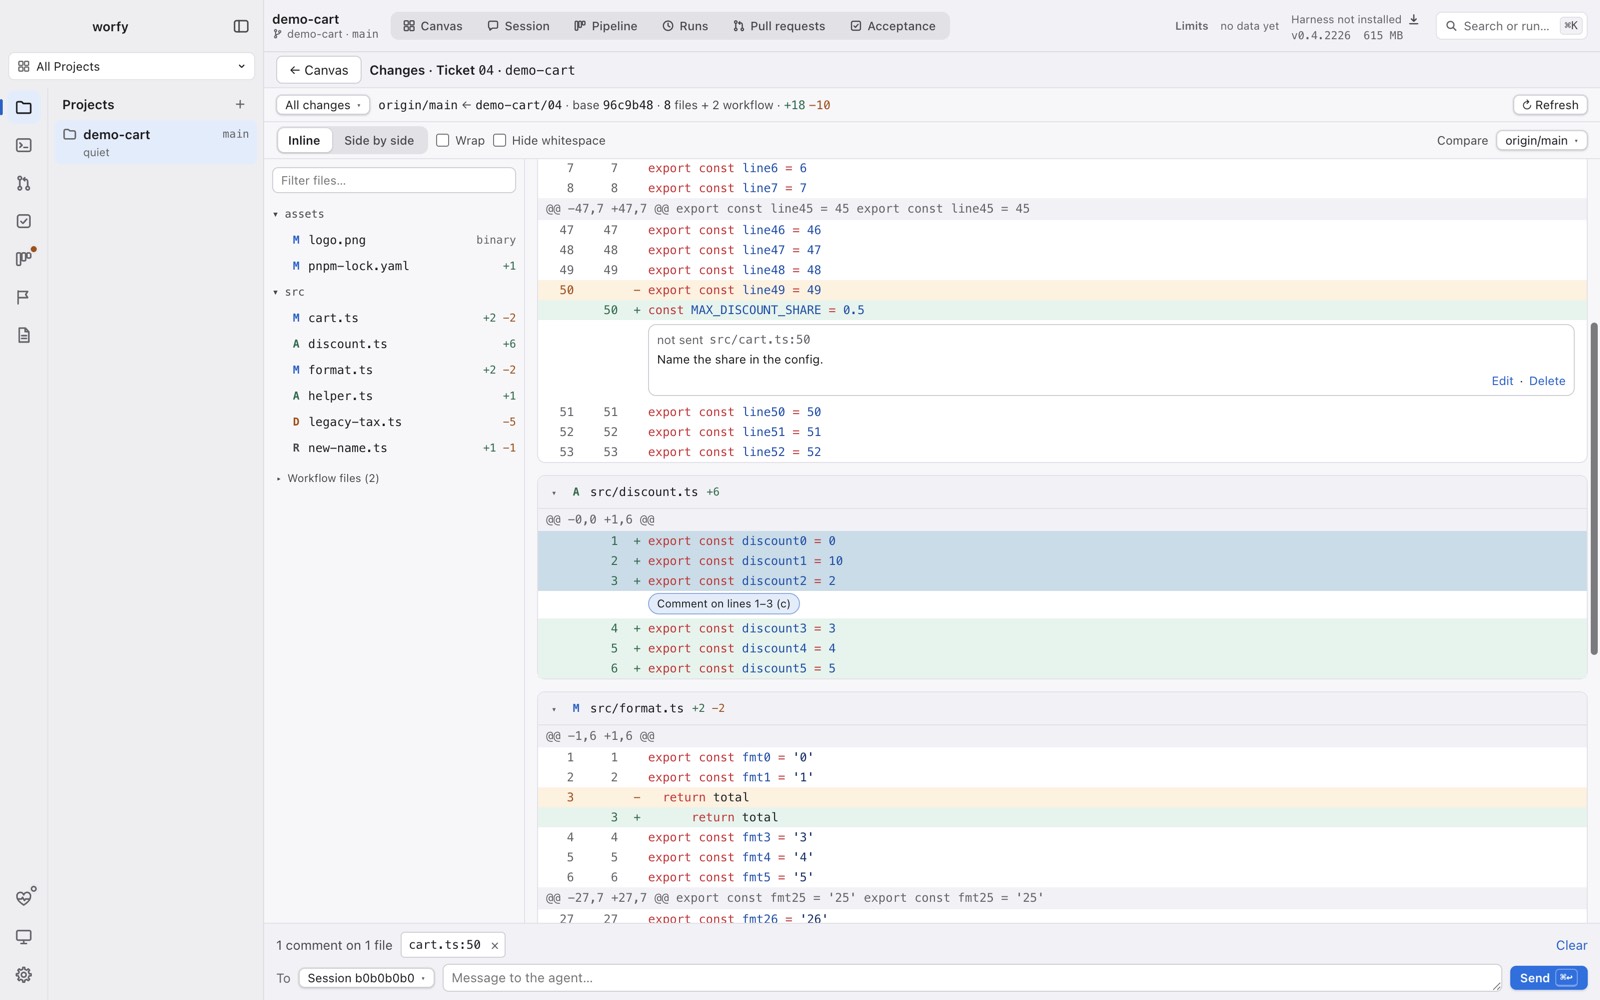 worfy
All Projects
Projects +
demo-cart main
quiet
demo-cart
demo-cart · main
Canvas Session Pipeline Runs Pull requests Acceptance
Limits no data yet
Harness not installed
v0.4.2226 615 MB
Search or run... ⌘K
← Canvas Changes · Ticket 04 · demo-cart
All changes origin/main ← demo-cart/04 · base 96c9b48 · 8 files + 2 workflow · +18 −10 Refresh
Inline Side by side Wrap Hide whitespace Compare origin/main
Filter files...
assets
M logo.png binary
M pnpm-lock.yaml +1
src
M cart.ts +2 −2
A discount.ts +6
M format.ts +2 −2
A helper.ts +1
D legacy-tax.ts −5
R new-name.ts +1 −1
Workflow files (2)
7 7 export const line6 = 6
8 8 export const line7 = 7
@@ −47,7 +47,7 @@ export const line45 = 45 export const line45 = 45
47 47 export const line46 = 46
48 48 export const line47 = 47
49 49 export const line48 = 48
50 − export const line49 = 49
50 + const MAX_DISCOUNT_SHARE = 0.5
not sent src/cart.ts:50
Name the share in the config.
Edit · Delete
51 51 export const line50 = 50
52 52 export const line51 = 51
53 53 export const line52 = 52
A src/discount.ts +6
@@ −0,0 +1,6 @@
1 + export const discount0 = 0
2 + export const discount1 = 10
3 + export const discount2 = 2
Comment on lines 1–3 (c)
4 + export const discount3 = 3
5 + export const discount4 = 4
6 + export const discount5 = 5
M src/format.ts +2 −2
@@ −1,6 +1,6 @@
1 1 export const fmt0 = '0'
2 2 export const fmt1 = '1'
3 − return total
3 + return total
4 4 export const fmt3 = '3'
5 5 export const fmt4 = '4'
6 6 export const fmt5 = '5'
@@ −27,7 +27,7 @@ export const fmt25 = '25' export const fmt25 = '25'
27 27 export const fmt26 = '26'
1 comment on 1 file cart.ts:50 × Clear
To Session b0b0b0b0 Message to the agent... Send ⌘↩